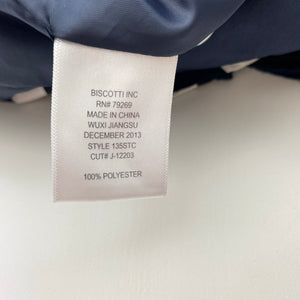 BISCOTTI INC
RN# 79269
MADE IN CHINA
WUXI JIANGSU
DECEMBER 2013
STYLE 135STC
CUT# J-12203
100% POLYESTER